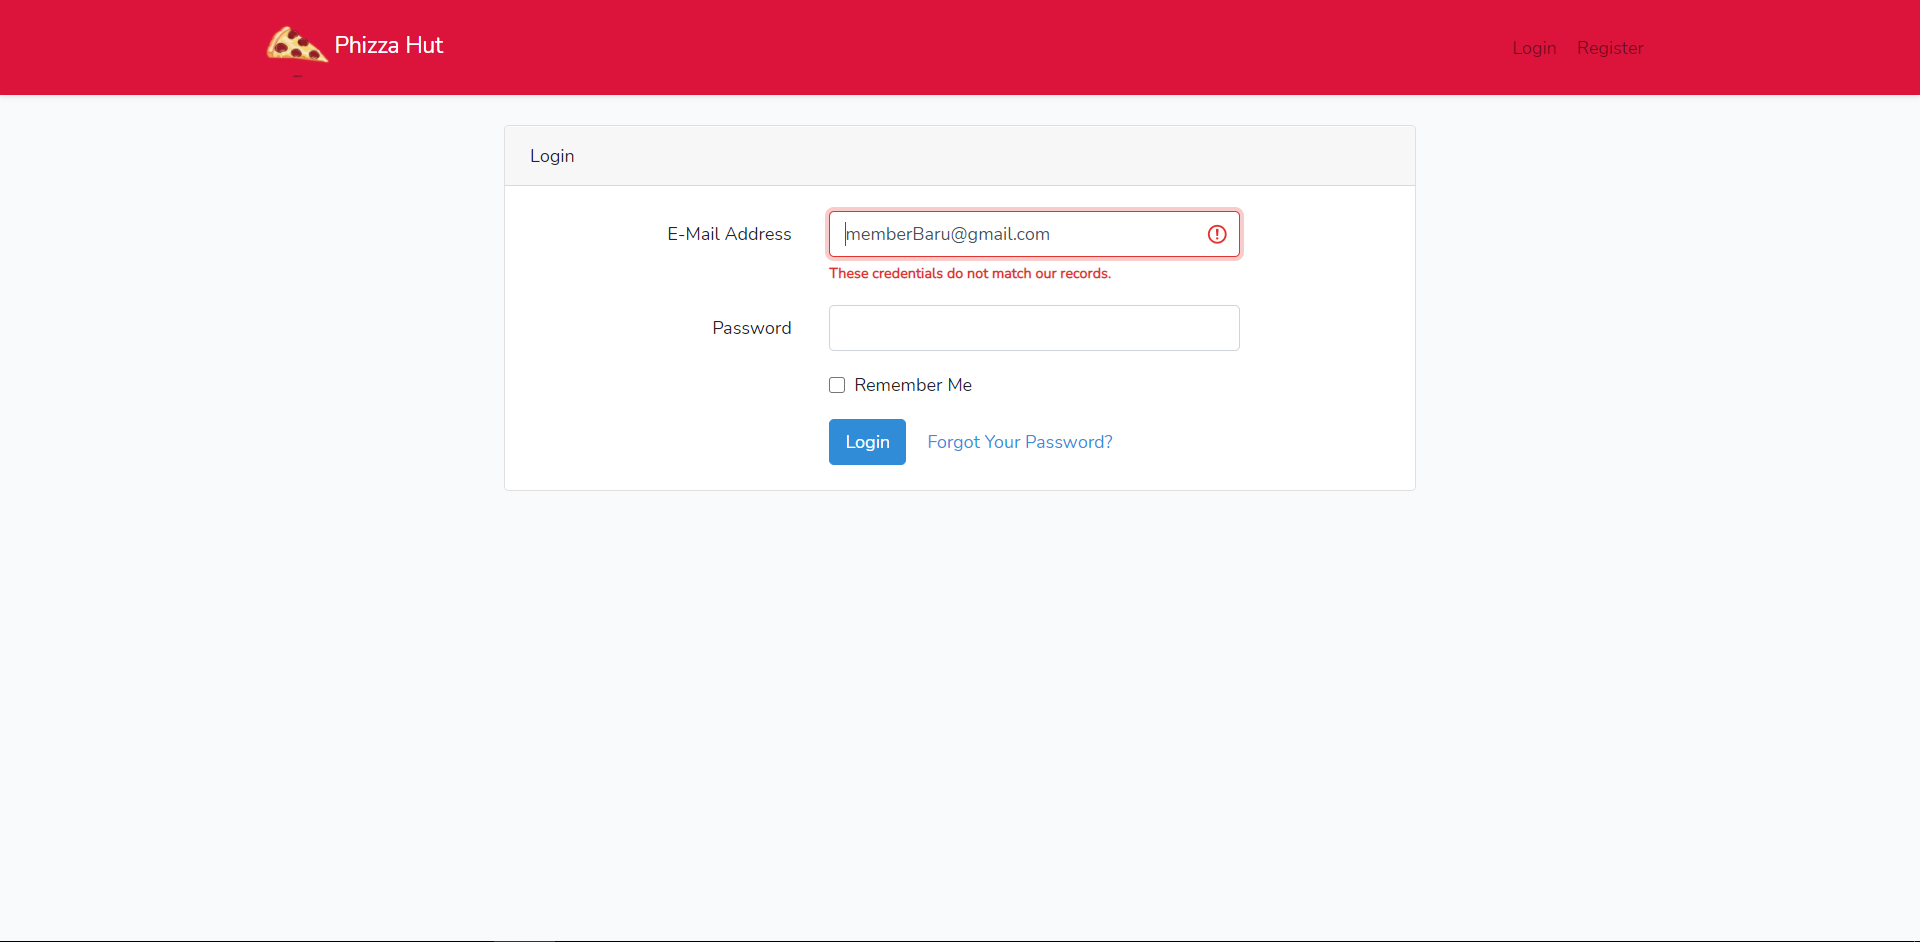 Phizza Hut
Login Register
Login
E-Mail Address memberBaru@gmail.com
These credentials do not match our records.
Password
Remember Me
Login Forgot Your Password?